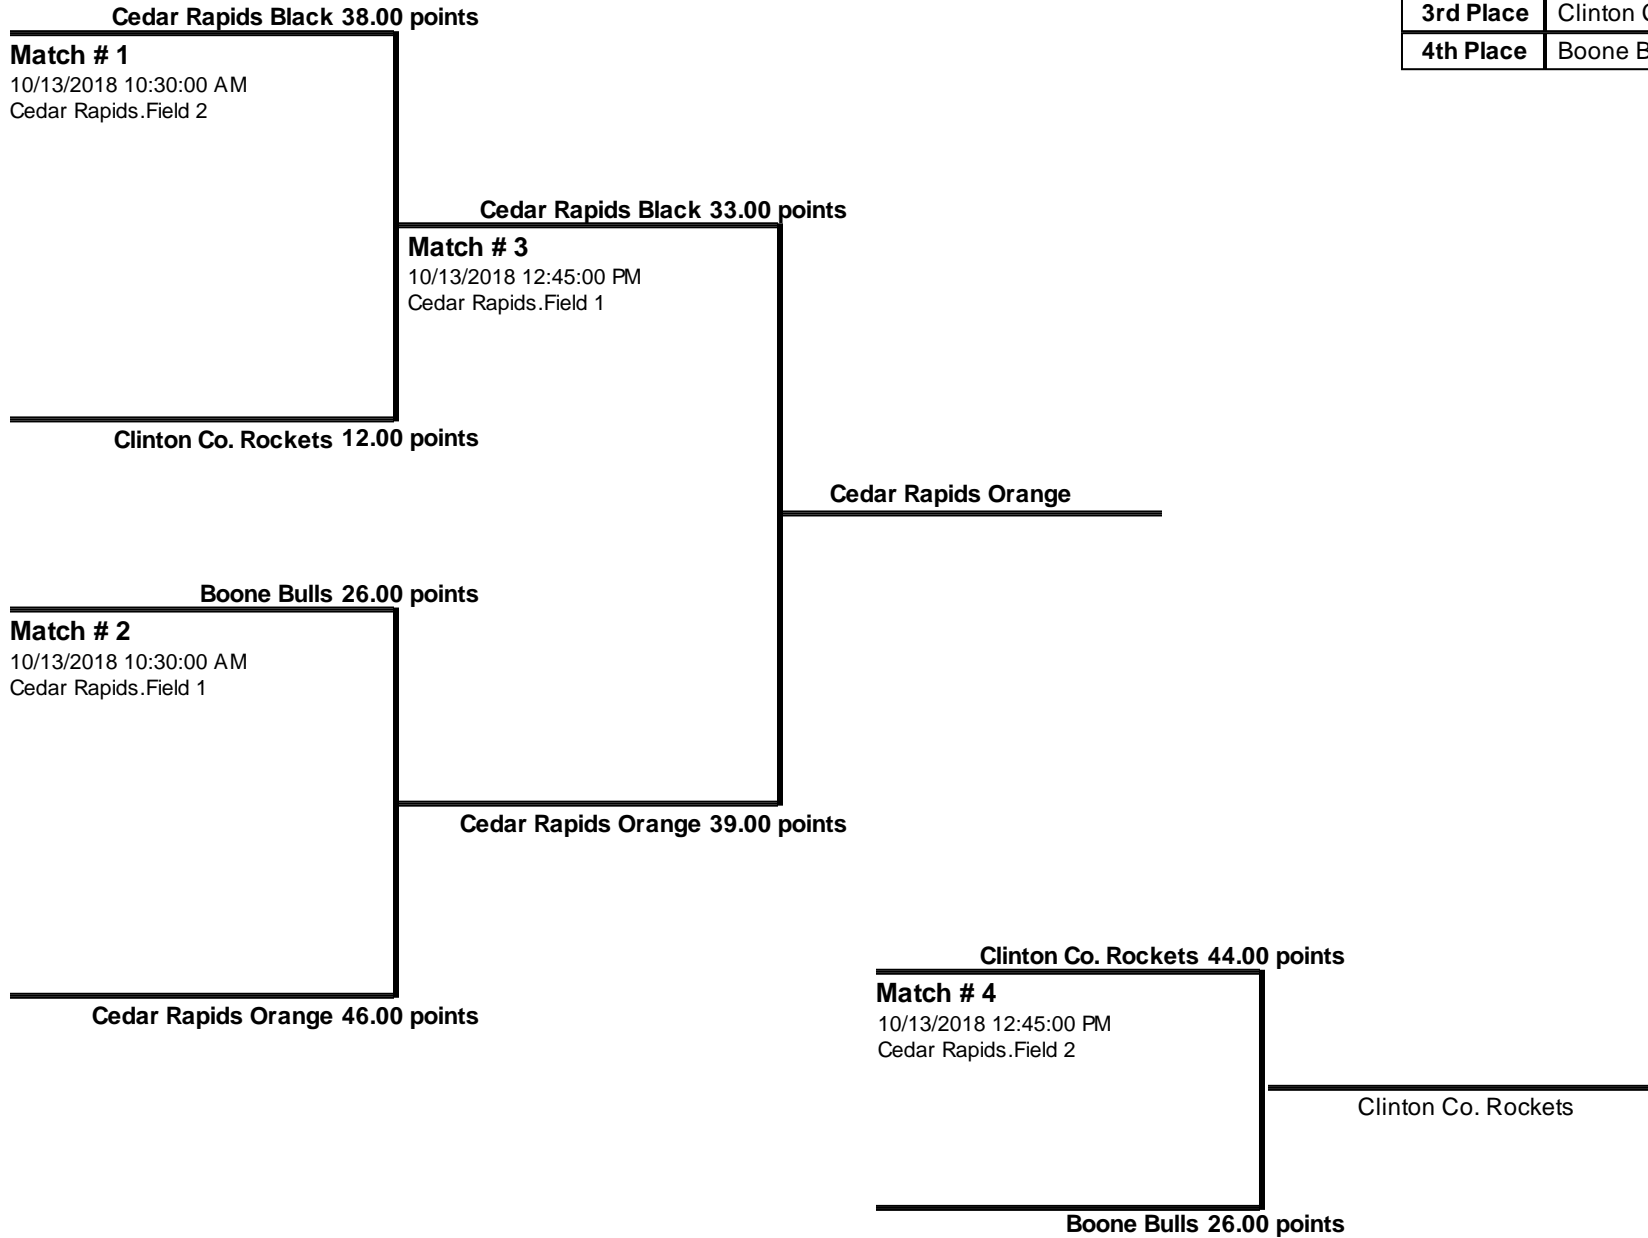 Cedar Rapids Black 38.00 points
3rd Place Clinton
4th Place Boone
Match # 1
10/13/2018 10:30:00 AM
Cedar Rapids.Field 2
Cedar Rapids Black 33.00 points
Match # 3
10/13/2018 12:45:00 PM
Cedar Rapids.Field 1
Clinton Co. Rockets 12.00 points
Cedar Rapids Orange
Boone Bulls 26.00 points
Match # 2
10/13/2018 10:30:00 AM
Cedar Rapids.Field 1
Cedar Rapids Orange 39.00 points
Clinton Co. Rockets 44.00 points
Match # 4
10/13/2018 12:45:00 PM
Cedar Rapids.Field 2
Cedar Rapids Orange 46.00 points
Clinton Co. Rockets
Boone Bulls 26.00 points